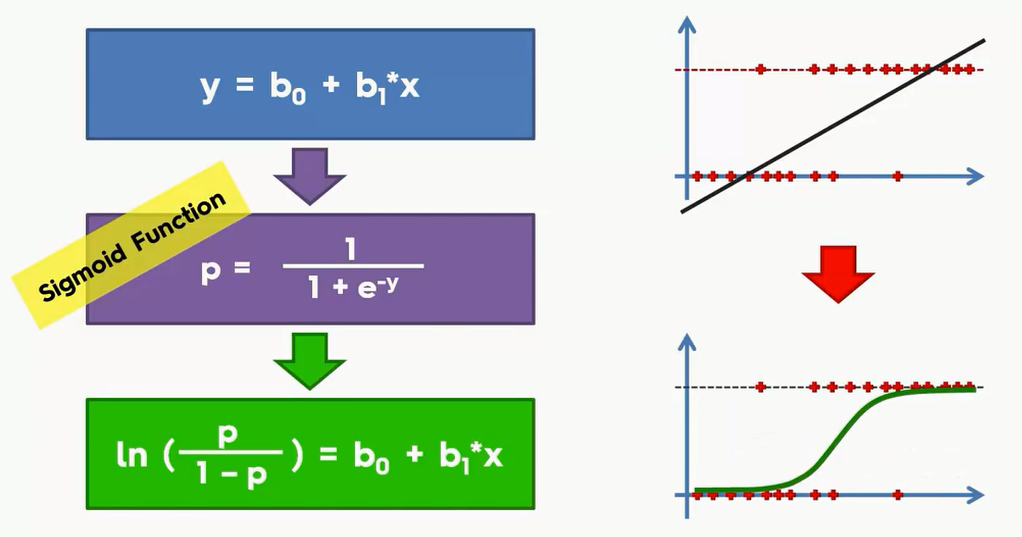 y = b₀ + b₁*x
Sigmoid Function
p = 1 / 1 + e⁻ʸ
ln ( p / 1 − p ) = b₀ + b₁*x